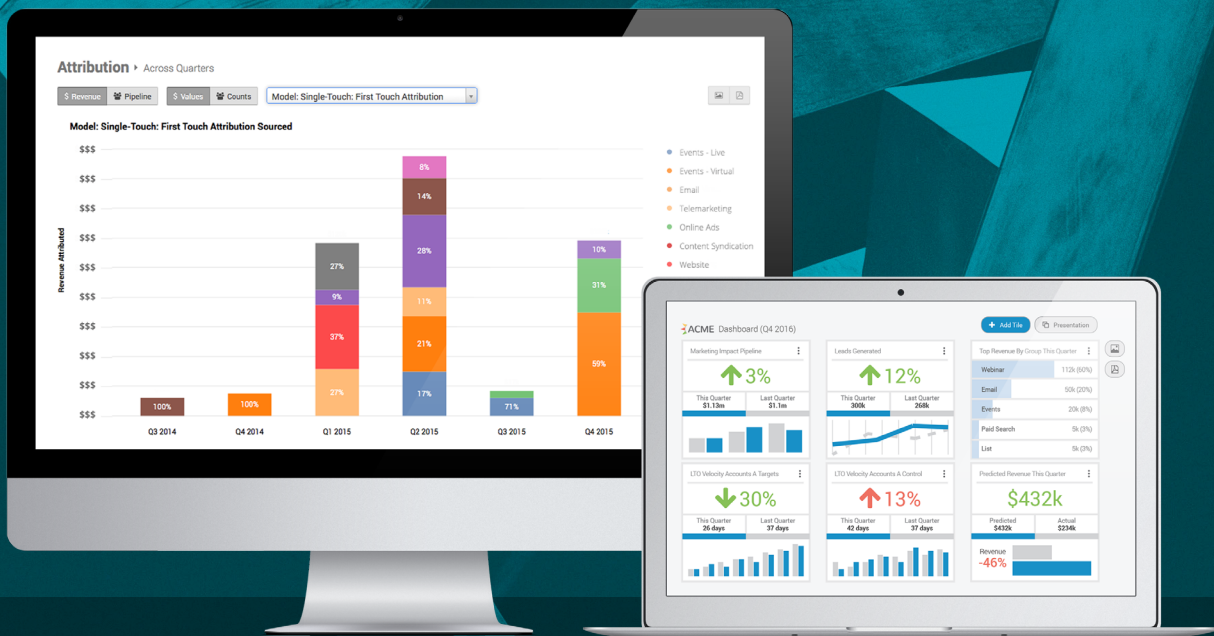 Attribution ▸ Across Quarters
$ Revenue Pipeline $ Values Counts Model: Single-Touch: First Touch Attribution
Model: Single-Touch: First Touch Attribution Sourced
$$$
$$$
$$$
$$$
$$$
$$$
$$$
$$$
$$$
$$$
Revenue Attributed
100%
100%
27%
9%
37%
27%
8%
14%
28%
11%
21%
17%
71%
10%
31%
59%
Q3 2014 Q4 2014 Q1 2015 Q2 2015 Q3 2015 Q4 2015
Events - Live
Events - Virtual
Email
Telemarketing
Online Ads
Content Syndication
Website
ACME Dashboard (Q4 2016)
+ Add Tile Presentation
Marketing Impact Pipeline
3%
This Quarter Last Quarter
$1.13m $1.1m
Leads Generated
12%
This Quarter Last Quarter
300k 268k
Top Revenue By Group This Quarter
Webinar 112k (60%)
Email 50k (20%)
Events 20k (8%)
Paid Search 5k (3%)
List 5k (3%)
LTO Velocity Accounts A Targets
30%
This Quarter Last Quarter
26 days 37 days
LTO Velocity Accounts A Control
13%
This Quarter Last Quarter
42 days 37 days
Predicted Revenue This Quarter
$432k
Predicted Actual
$432k $234k
Revenue
-46%